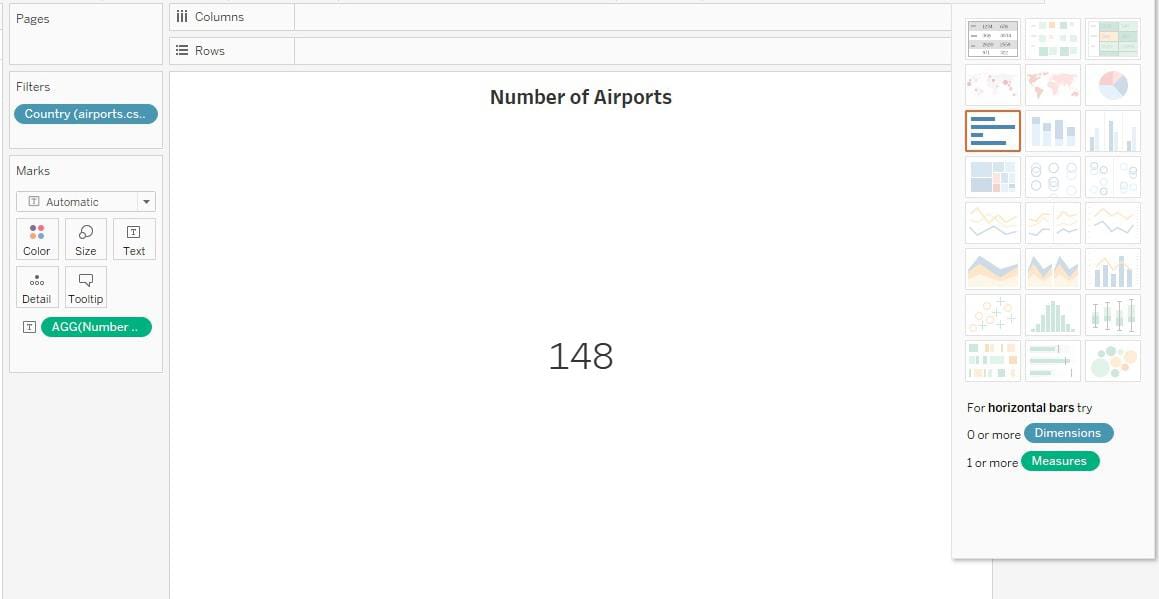 Pages
Columns
Rows
Filters
Country (airports.cs..
Number of Airports
Marks
Automatic
Color
Size
Text
Detail
Tooltip
AGG(Number ..
148
For horizontal bars try
0 or more Dimensions
1 or more Measures